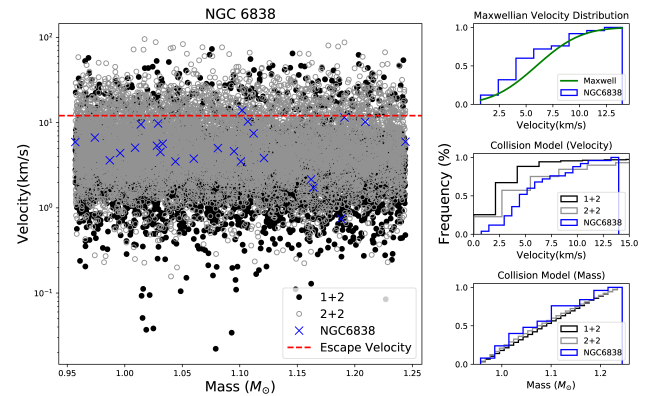 NGC 6838
10²
10¹
10⁰
10⁻¹
Velocity(km/s)
0.95
1.00
1.05
1.10
1.15
1.20
1.25
Mass (M⊙)
1+2
2+2
NGC6838
Escape Velocity
Frequency (%)
Maxwellian Velocity Distribution
1.0
0.5
0.0
2.5
5.0
7.5
10.0
12.5
Velocity(km/s)
Maxwell
NGC6838
Collision Model (Velocity)
1.0
0.5
0.0
0.0
2.5
5.0
7.5
10.0
12.5
15.0
Velocity(km/s)
1+2
2+2
NGC6838
Collision Model (Mass)
1.0
0.5
0.0
1.0
1.1
1.2
Mass (M⊙)
1+2
2+2
NGC6838